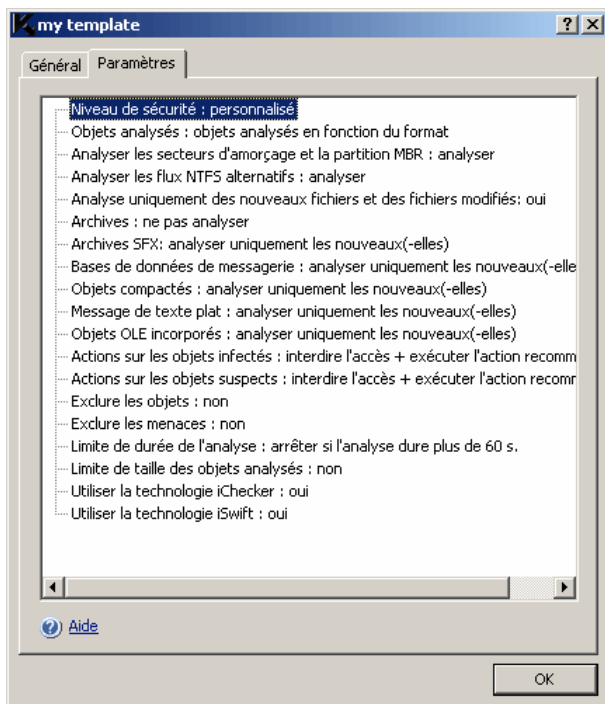 my template
Général
Paramètres
Niveau de sécurité : personnalisé
Objets analysés : objets analysés en fonction du format
Analyser les secteurs d'amorçage et la partition MBR : analyser
Analyser les flux NTFS alternatifs : analyser
Analyse uniquement des nouveaux fichiers et des fichiers modifiés: oui
Archives : ne pas analyser
Archives SFX: analyser uniquement les nouveaux(-elles)
Bases de données de messagerie : analyser uniquement les nouveaux(-elle
Objets compactés : analyser uniquement les nouveaux(-elles)
Message de texte plat : analyser uniquement les nouveaux(-elles)
Objets OLE incorporés : analyser uniquement les nouveaux(-elles)
Actions sur les objets infectés : interdire l'accès + exécuter l'action recomm
Actions sur les objets suspects : interdire l'accès + exécuter l'action recomm
Exclure les objets : non
Exclure les menaces : non
Limite de durée de l'analyse : arrêter si l'analyse dure plus de 60 s.
Limite de taille des objets analysés : non
Utiliser la technologie iChecker : oui
Utiliser la technologie iSwift : oui
Aide
OK